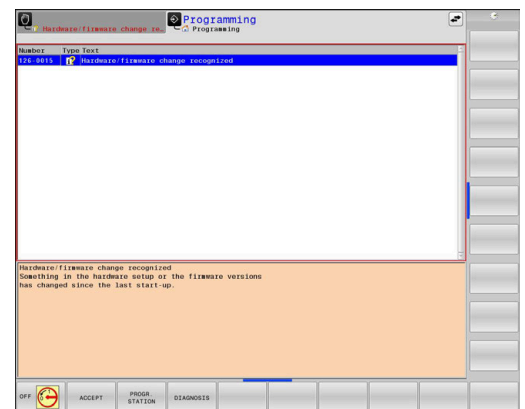 Hardware/firmware change re…
Programming
Programming
Number Type Text
126-0015 Hardware/firmware change recognized
Hardware/firmware change recognized
Something in the hardware setup or the firmware versions
has changed since the last start-up.
OFF
ACCEPT
PROGR.
STATION
DIAGNOSIS